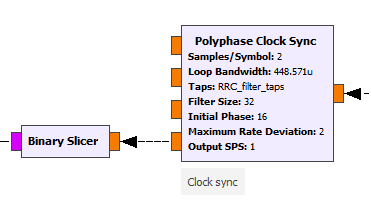 Polyphase Clock Sync
Samples/Symbol: 2
Loop Bandwidth: 448.571u
Taps: RRC_filter_taps
Filter Size: 32
Initial Phase: 16
Maximum Rate Deviation: 2
Output SPS: 1
Binary Slicer
Clock sync